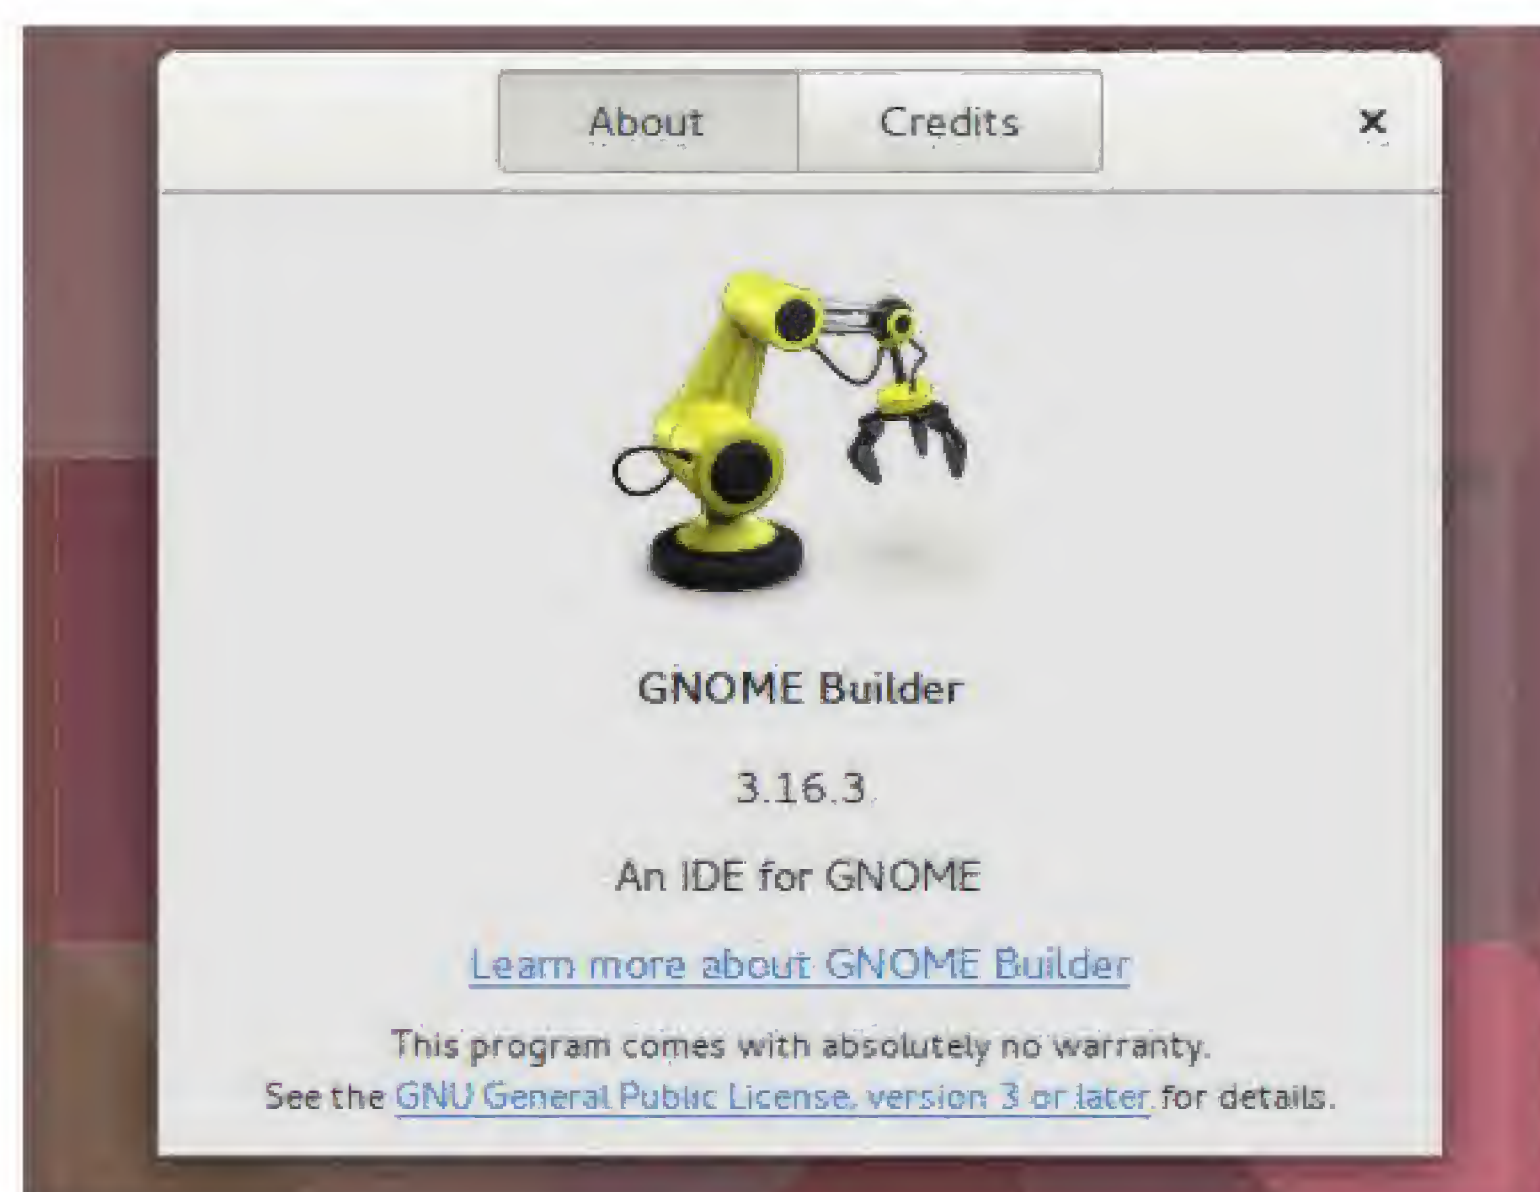 About Credits ×
GNOME Builder
3.16.3
An IDE for GNOME
Learn more about GNOME Builder
This program comes with absolutely no warranty.
See the GNU General Public License, version 3 or later for details.